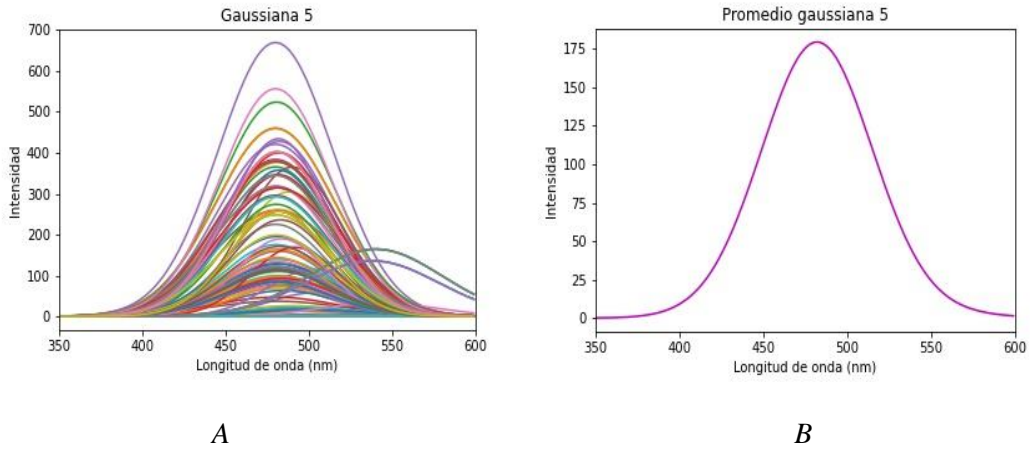 Gaussiana 5
700
600
500
400
300
200
100
0
Intensidad
350 400 450 500 550 600
Longitud de onda (nm)
A
Promedio gaussiana 5
175
150
125
100
75
50
25
0
Intensidad
350 400 450 500 550 600
Longitud de onda (nm)
B